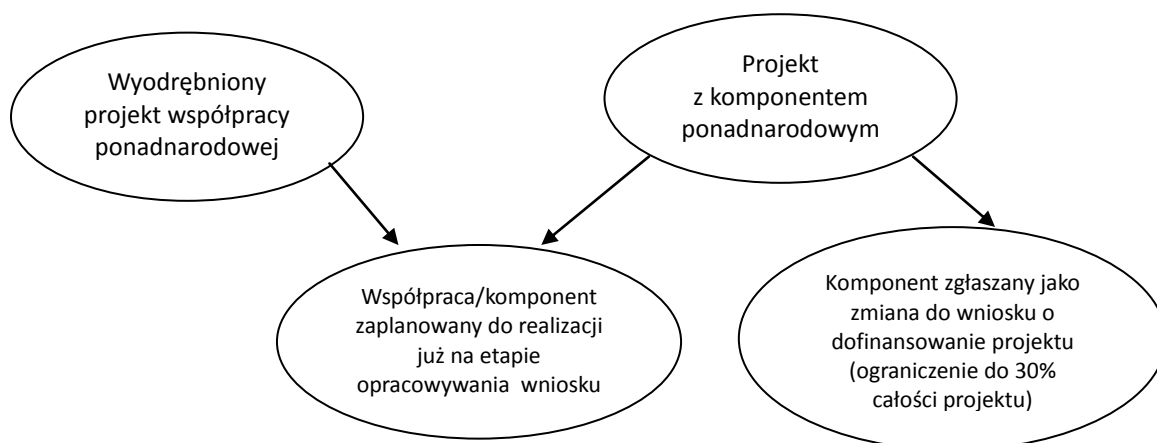 Wyodrębniony
projekt współpracy
ponadnarodowej
Projekt
z komponentem
ponadnarodowym
Współpraca/komponent
zaplanowany do realizacji
już na etapie
opracowywania wniosku
Komponent zgłaszany jako
zmiana do wniosku o
dofinansowanie projektu
(ograniczenie do 30%
całości projektu)